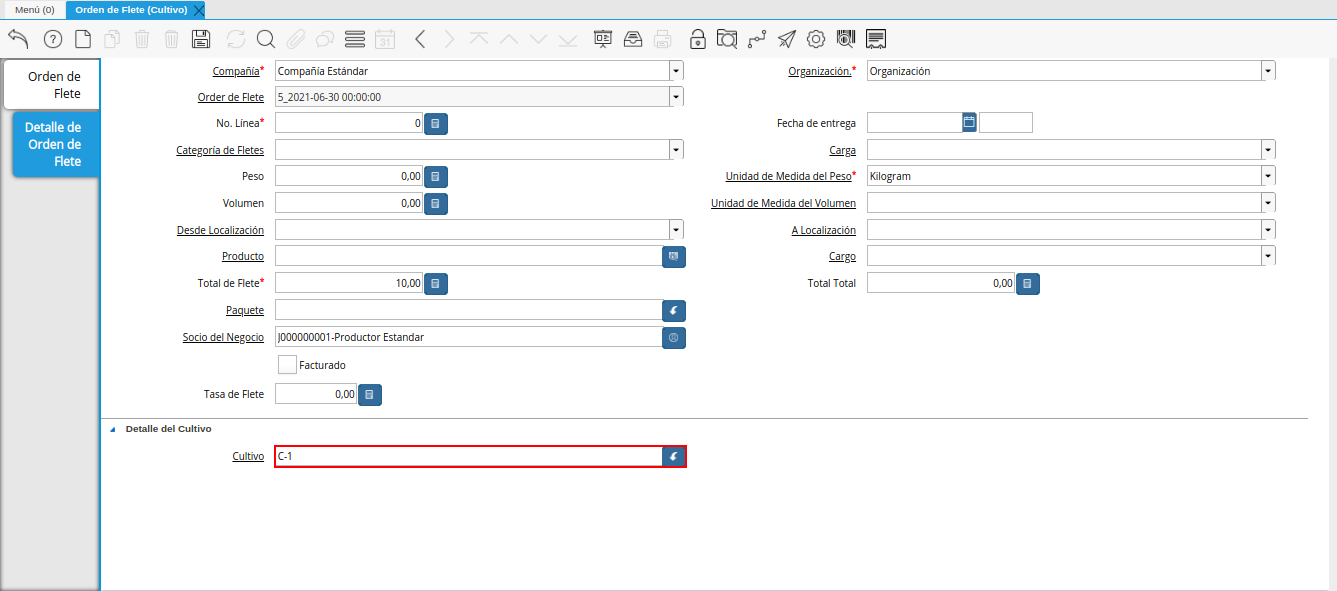 Menú (0)
Orden de Flete (Cultivo)
31
Orden de
Flete
Detalle de
Orden de
Flete
Compañía* Compañía Estándar
Organización.* Organización
Order de Flete 5_2021-06-30 00:00:00
No. Línea* 0
Fecha de entrega
Categoría de Fletes
Carga
Peso 0,00
Unidad de Medida del Peso* Kilogram
Volumen 0,00
Unidad de Medida del Volumen
Desde Localización
A Localización
Producto
Cargo
Total de Flete* 10,00
Total Total 0,00
Paquete
Socio del Negocio J000000001-Productor Estandar
Facturado
Tasa de Flete 0,00
Detalle del Cultivo
Cultivo C-1